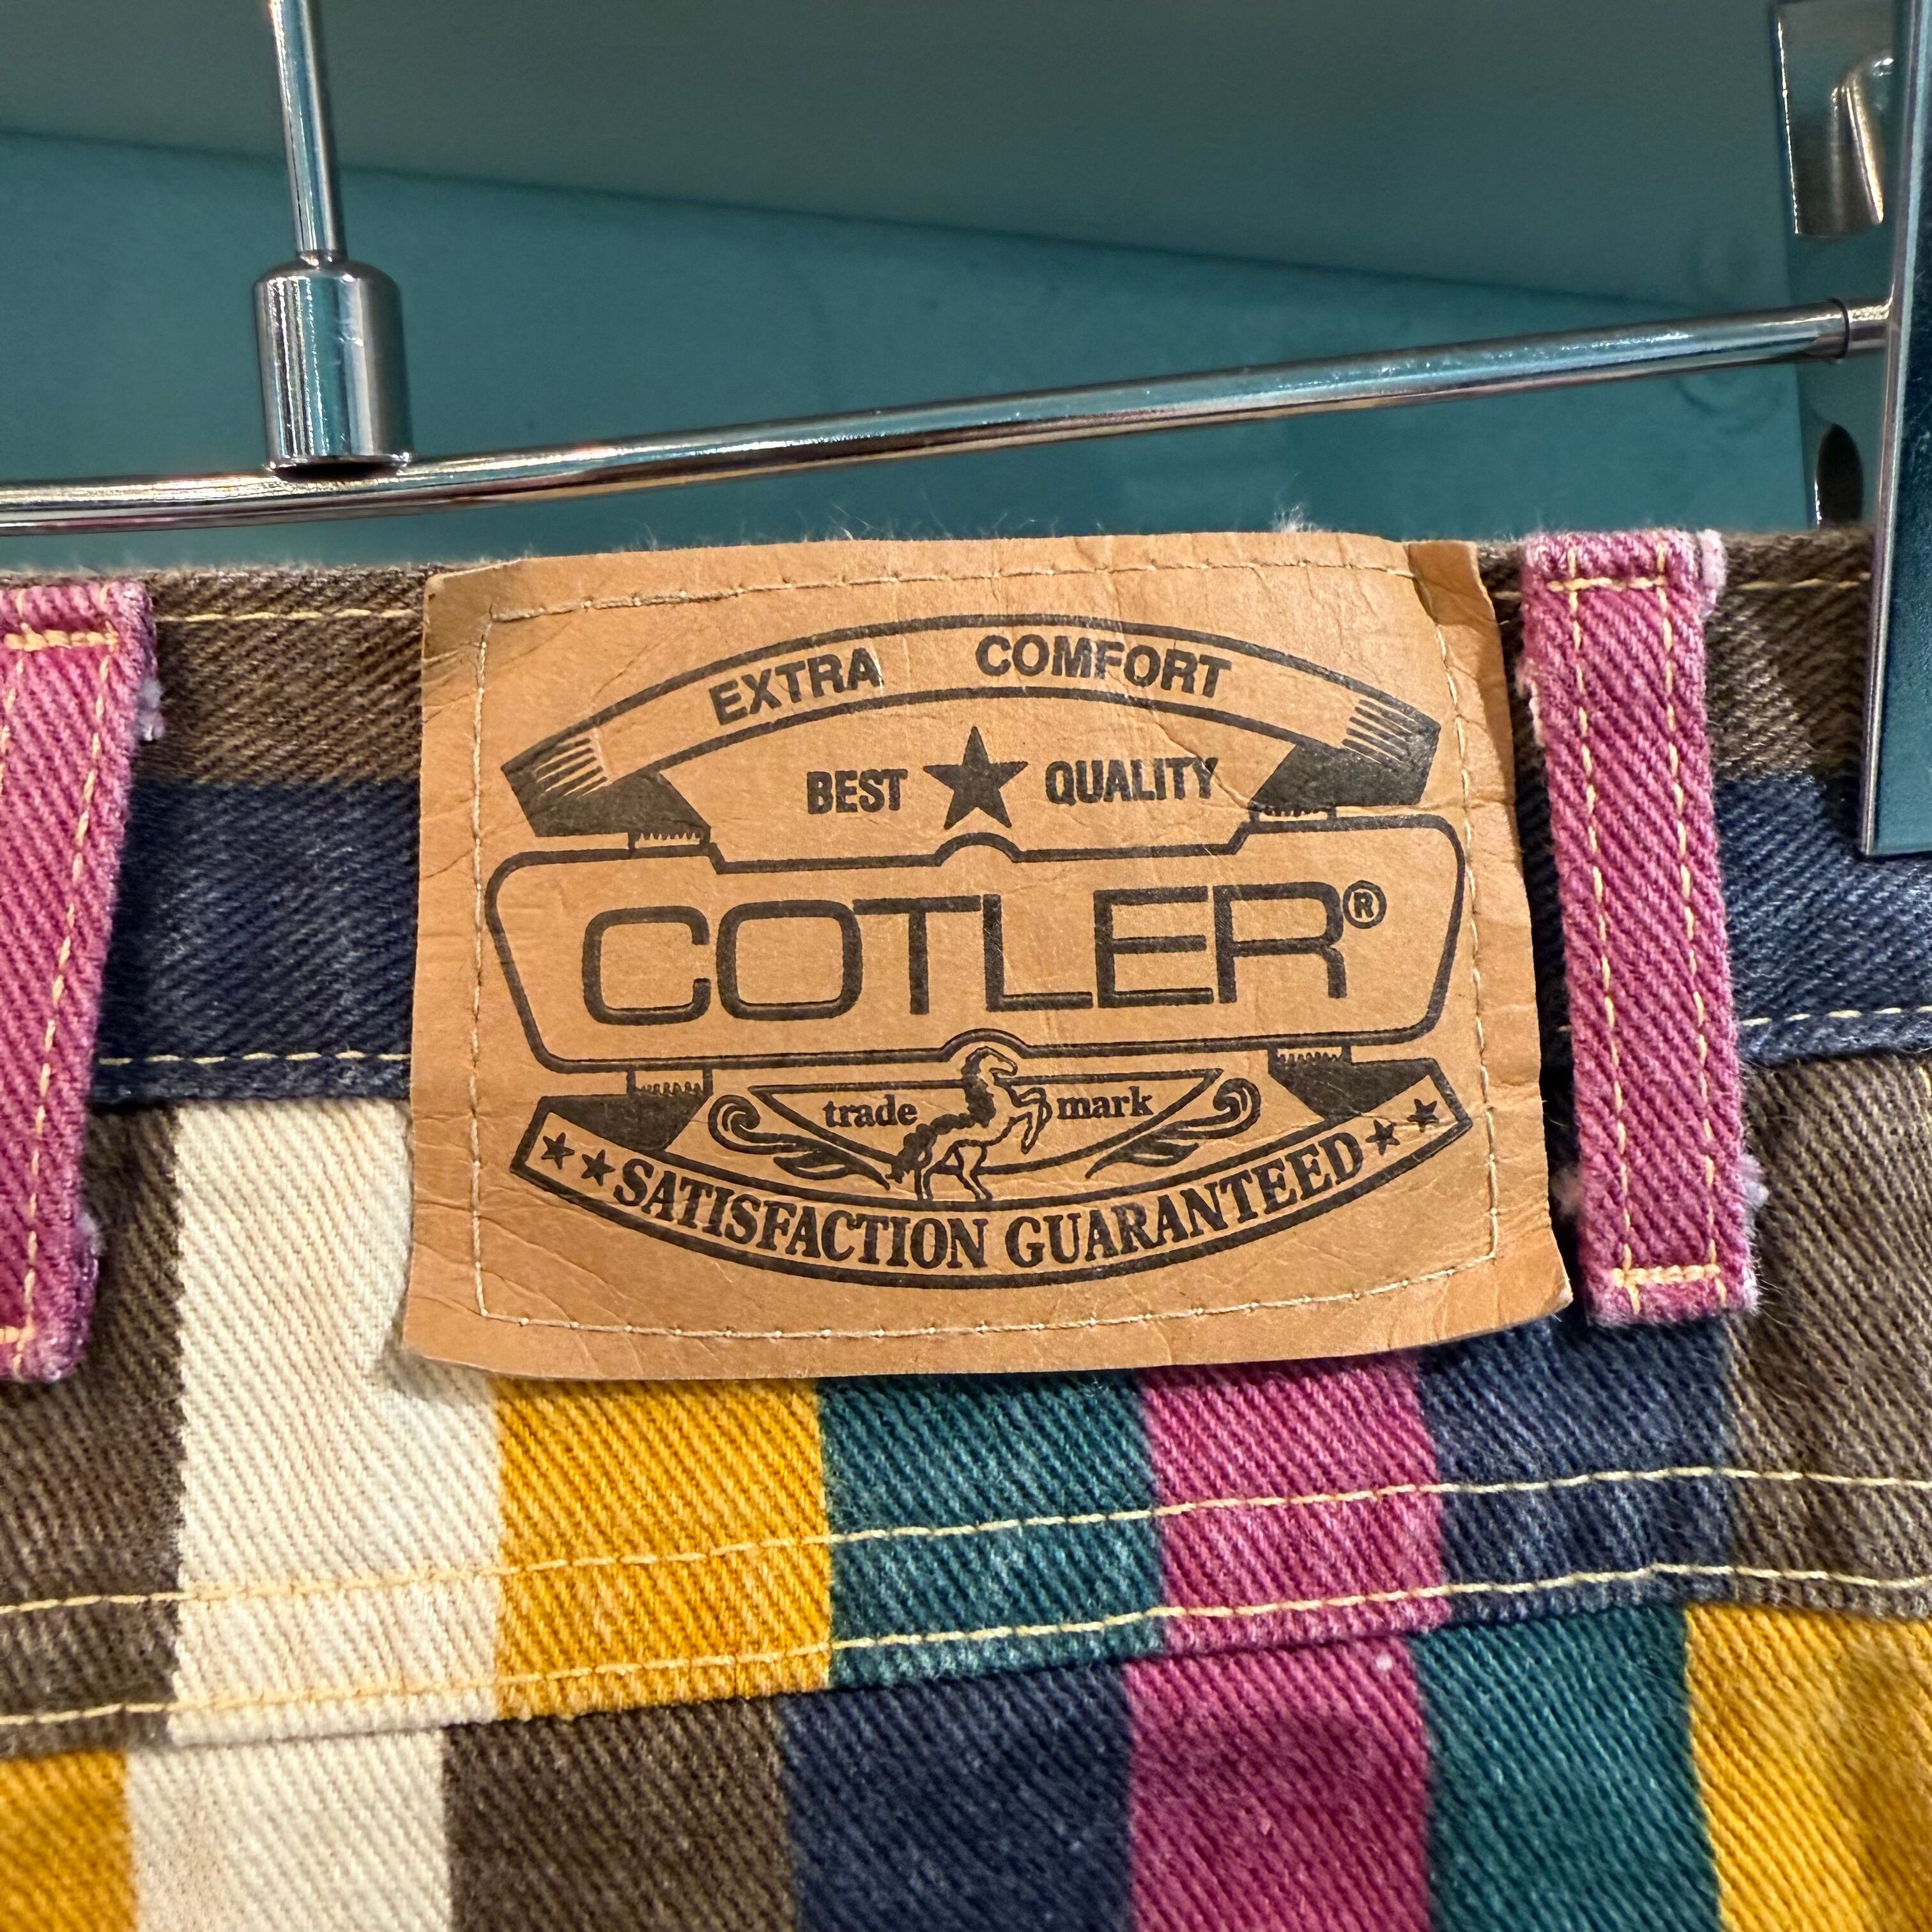 EXTRA COMFORT
BEST ★ QUALITY
COTLER®
trade mark
★★SATISFACTION GUARANTEED★★